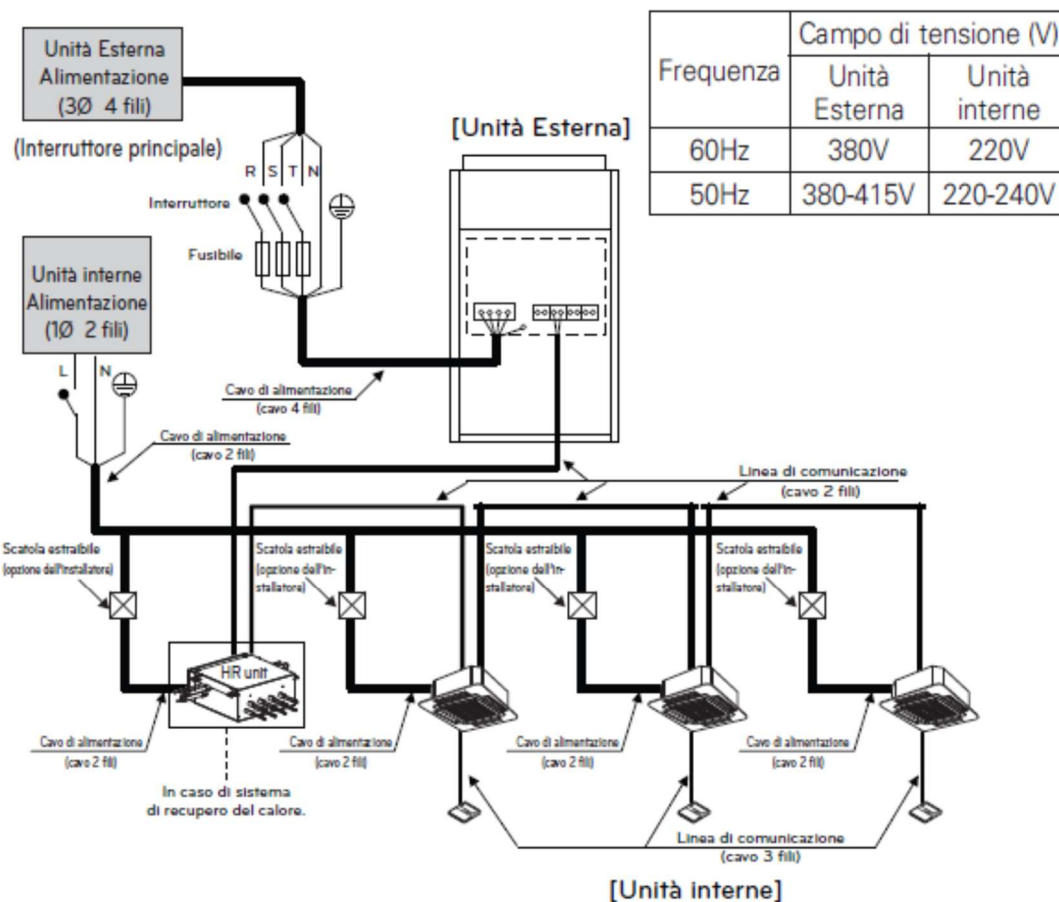 Unità Esterna
Alimentazione
(3Ø 4 fili)
(Interruttore principale)
R S T N
Interruttore
Fusibile
[Unità Esterna]
Frequenza
Campo di tensione (V)
Unità
Esterna
Unità
interne
60Hz 380V 220V
50Hz 380-415V 220-240V
Unità interne
Alimentazione
(1Ø 2 fili)
L N
Cavo di alimentazione
(cavo 4 fili)
Cavo di alimentazione
(cavo 2 fili)
Linea di comunicazione
(cavo 2 fili)
Scatola estraibile
(opzione dell'installatore)
Scatola estraibile
(opzione dell'in-
stallatore)
Scatola estraibile
(opzione dell'in-
stallatore)
Scatola estraibile
(opzione dell'in-
stallatore)
HR unit
Cavo di alimentazione
(cavo 2 fili)
Cavo di alimentazione
(cavo 2 fili)
Cavo di alimentazione
(cavo 2 fili)
Cavo di alimentazione
(cavo 2 fili)
In caso di sistema
di recupero del calore.
Linea di comunicazione
(cavo 3 fili)
[Unità interne]